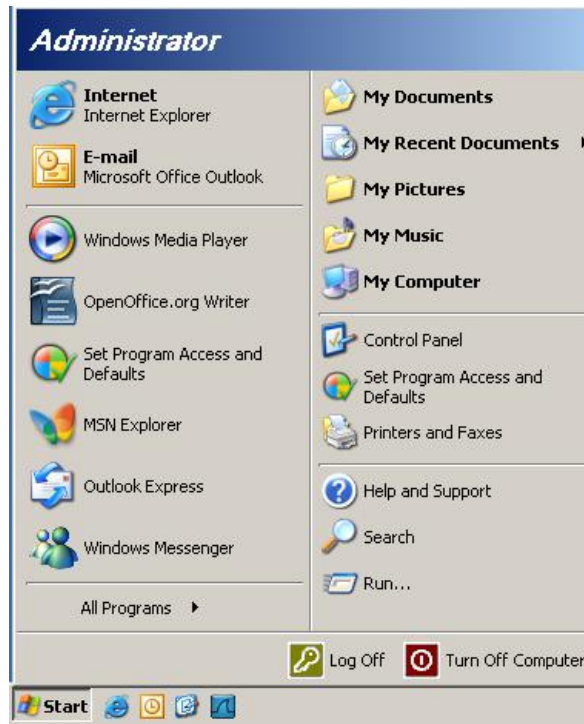 Administrator
Internet
Internet Explorer
E-mail
Microsoft Office Outlook
Windows Media Player
OpenOffice.org Writer
Set Program Access and
Defaults
MSN Explorer
Outlook Express
Windows Messenger
All Programs
My Documents
My Recent Documents
My Pictures
My Music
My Computer
Control Panel
Set Program Access and
Defaults
Printers and Faxes
Help and Support
Search
Run...
Log Off
Turn Off Computer
Start